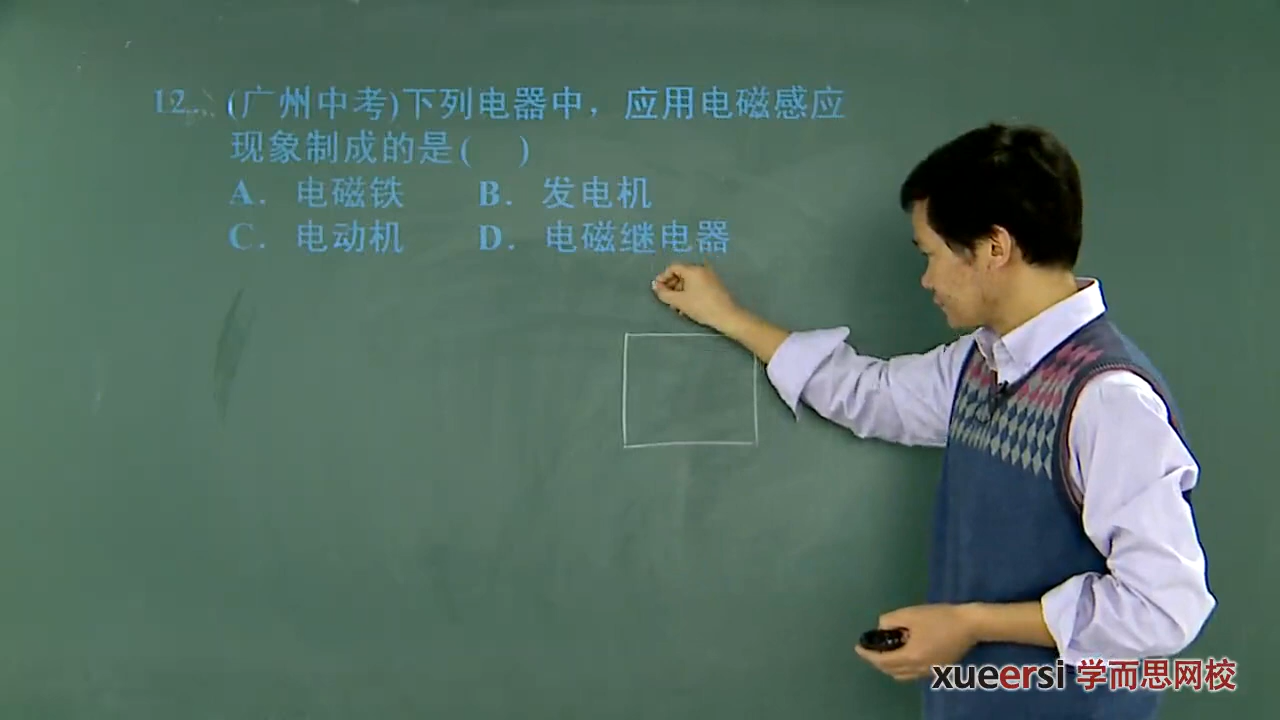 12. (广州中考)下列电器中，应用电磁感应
现象制成的是(　)
A．电磁铁　　B．发电机
C．电动机　　D．电磁继电器
xueersi 学而思网校